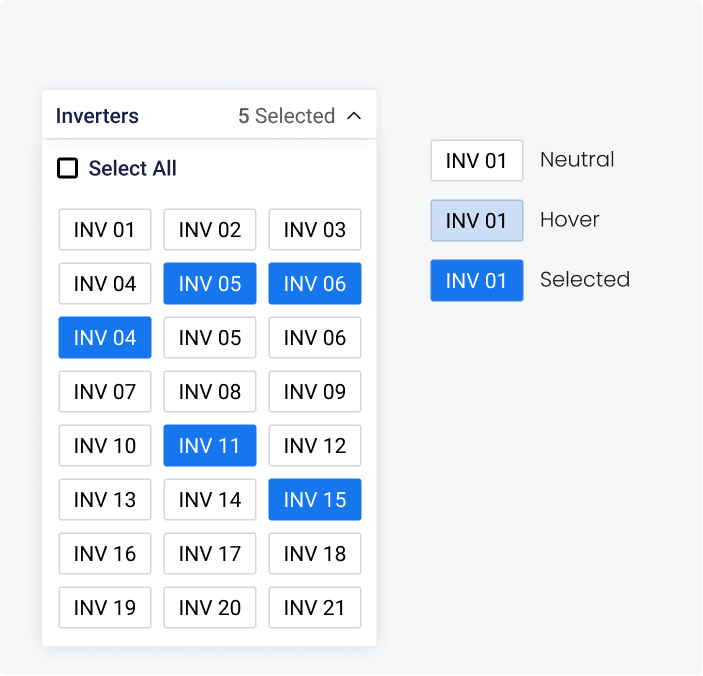 Inverters 5 Selected
Select All
INV 01 INV 02 INV 03
INV 04 INV 05 INV 06
INV 04 INV 05 INV 06
INV 07 INV 08 INV 09
INV 10 INV 11 INV 12
INV 13 INV 14 INV 15
INV 16 INV 17 INV 18
INV 19 INV 20 INV 21
INV 01 Neutral
INV 01 Hover
INV 01 Selected